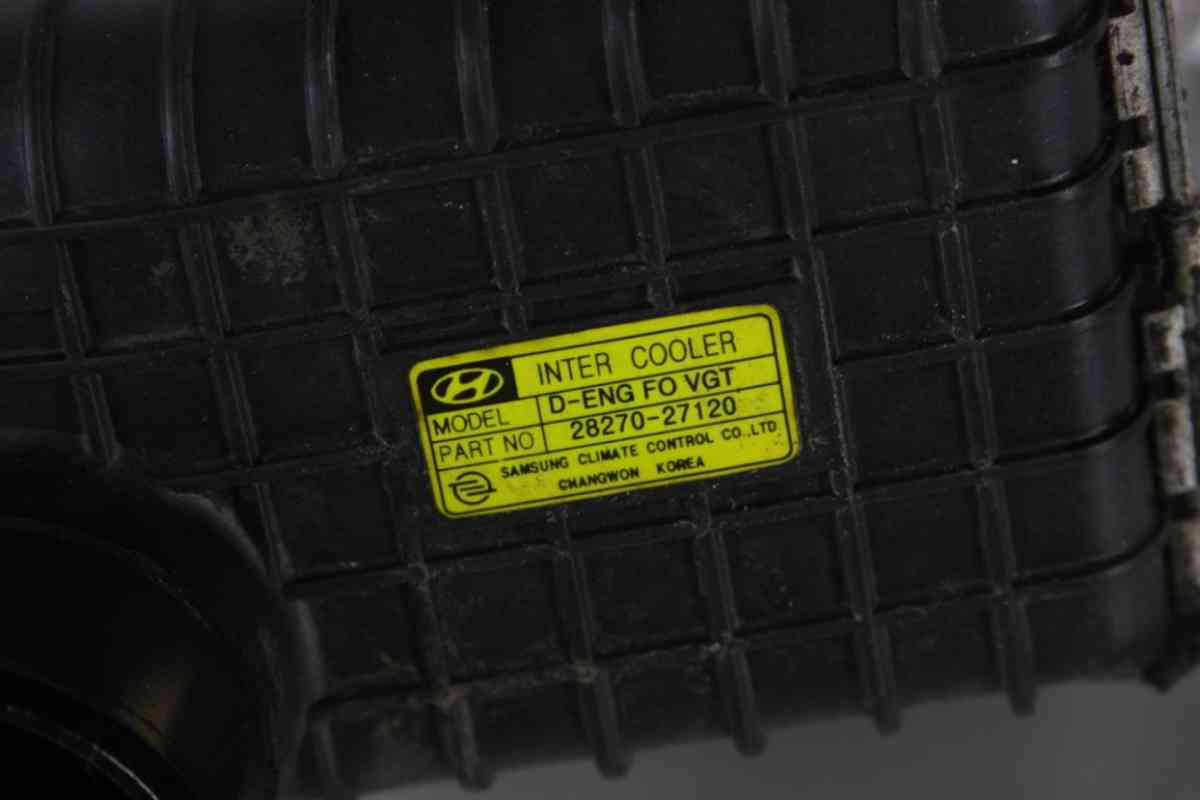 INTER COOLER
MODEL D-ENG FO VGT
PART NO 28270-27120
SAMSUNG CLIMATE CONTROL CO.,LTD
CHANGWON KOREA